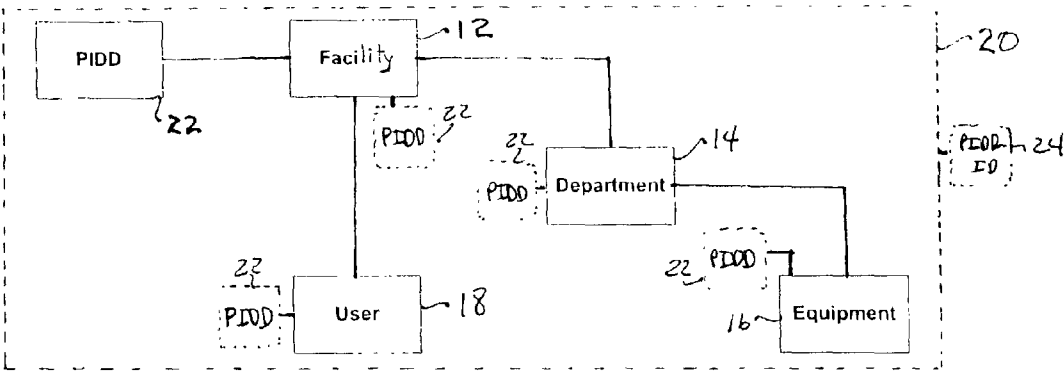 PIDD
22
Facility
12
20
PIDD
22
PIDD
ID
24
22
PIDD
Department
14
22
PIDD
User
18
22
PIDD
16
Equipment